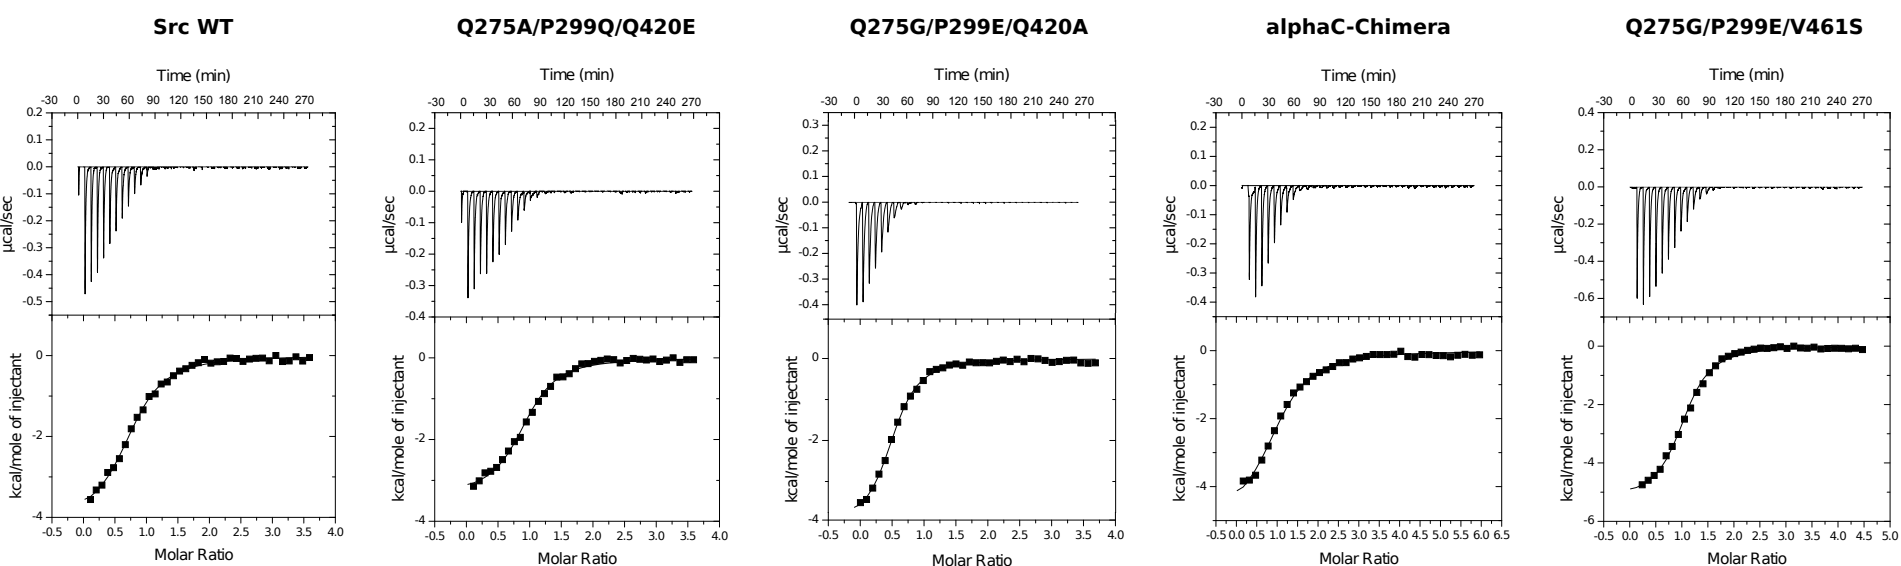 Src WT
Time (min)
-30 0 30 60 90 120 150 180 210 240 270
0.2
0.0
-0.1
-0.2
-0.3
-0.4
-0.5
µcal/sec
0
-2
-4
kcal/mole of injectant
-0.5 0.0 0.5 1.0 1.5 2.0 2.5 3.0 3.5 4.0
Molar Ratio
Q275A/P299Q/Q420E
Time (min)
-30 0 30 60 90 120 150 180 210 240 270
0.2
0.1
0.0
-0.1
-0.2
-0.3
-0.4
µcal/sec
0
-2
-4
kcal/mole of injectant
-0.5 0.0 0.5 1.0 1.5 2.0 2.5 3.0 3.5 4.0
Molar Ratio
Q275G/P299E/Q420A
Time (min)
-30 0 30 60 90 120 150 180 210 240 270
0.3
0.2
0.1
0.0
-0.1
-0.2
-0.3
-0.4
µcal/sec
0
-2
-4
kcal/mole of injectant
-0.5 0.0 0.5 1.0 1.5 2.0 2.5 3.0 3.5 4.0
Molar Ratio
alphaC-Chimera
Time (min)
-30 0 30 60 90 120 150 180 210 240 270
0.2
0.1
0.0
-0.1
-0.2
-0.3
-0.4
µcal/sec
0
-2
-4
kcal/mole of injectant
-0.5 0.0 0.5 1.0 1.5 2.0 2.5 3.0 3.5 4.0 4.5 5.0 5.5 6.0 6.5
Molar Ratio
Q275G/P299E/V461S
Time (min)
-30 0 30 60 90 120 150 180 210 240 270
0.4
0.2
0.0
-0.2
-0.4
-0.6
µcal/sec
0
-2
-4
-6
kcal/mole of injectant
-0.5 0.0 0.5 1.0 1.5 2.0 2.5 3.0 3.5 4.0 4.5 5.0
Molar Ratio